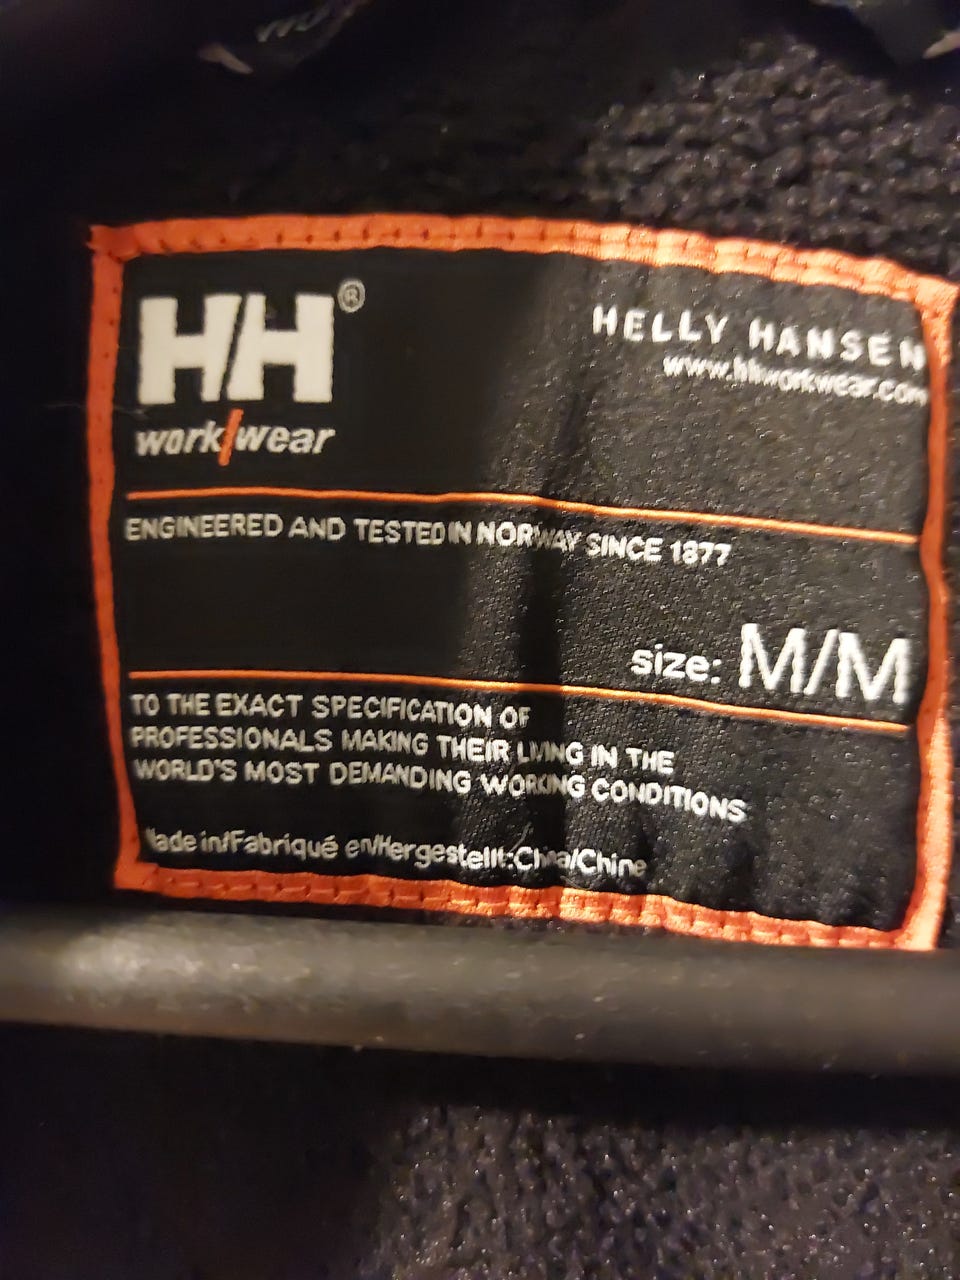 HH®
work/wear
HELLY HANSEN
www.hhworkwear.com
ENGINEERED AND TESTED IN NORWAY SINCE 1877
size: M/M
TO THE EXACT SPECIFICATION OF
PROFESSIONALS MAKING THEIR LIVING IN THE
WORLD'S MOST DEMANDING WORKING CONDITIONS
Made in/Fabriqué en/Hergestellt:China/Chine